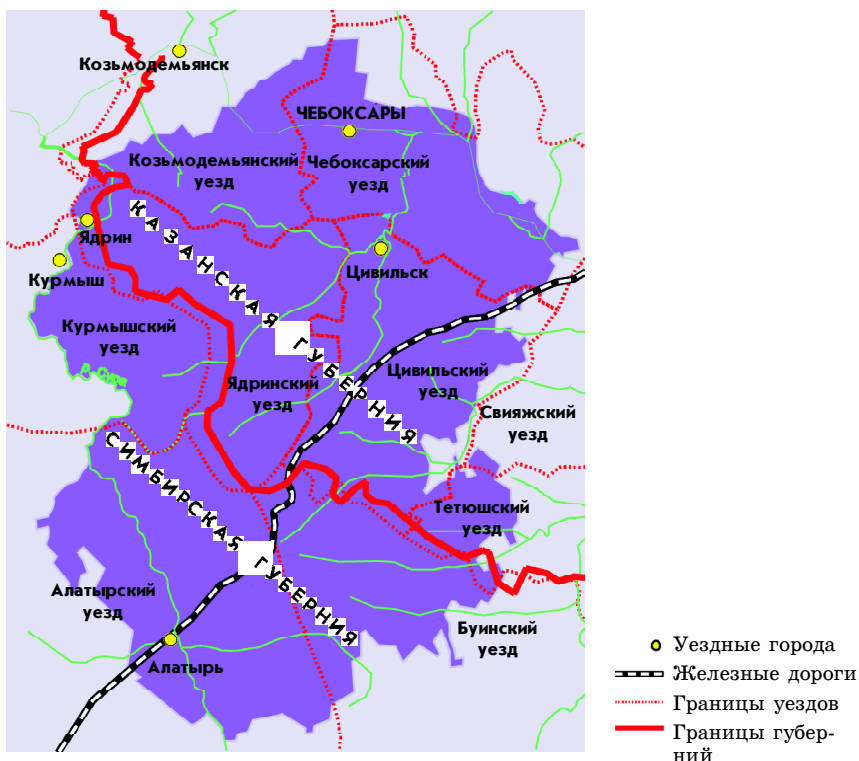 Козьмодемьянск
ЧЕБОКСАРЫ
Козьмодемьянский
уезд
Чебоксарский
уезд
Ядрин
КАЗАНСКАЯ ГУБЕРНИЯ
Цивильск
Курмыш
Курмышский
уезд
р. Сура
Ядринский
уезд
Цивильский
уезд
Свияжский
уезд
СИМБИРСКАЯ ГУБЕРНИЯ
Тетюшский
уезд
Алатырский
уезд
Буинский
уезд
Алатырь
Уездные города
Железные дороги
Границы уездов
Границы губер-
ний